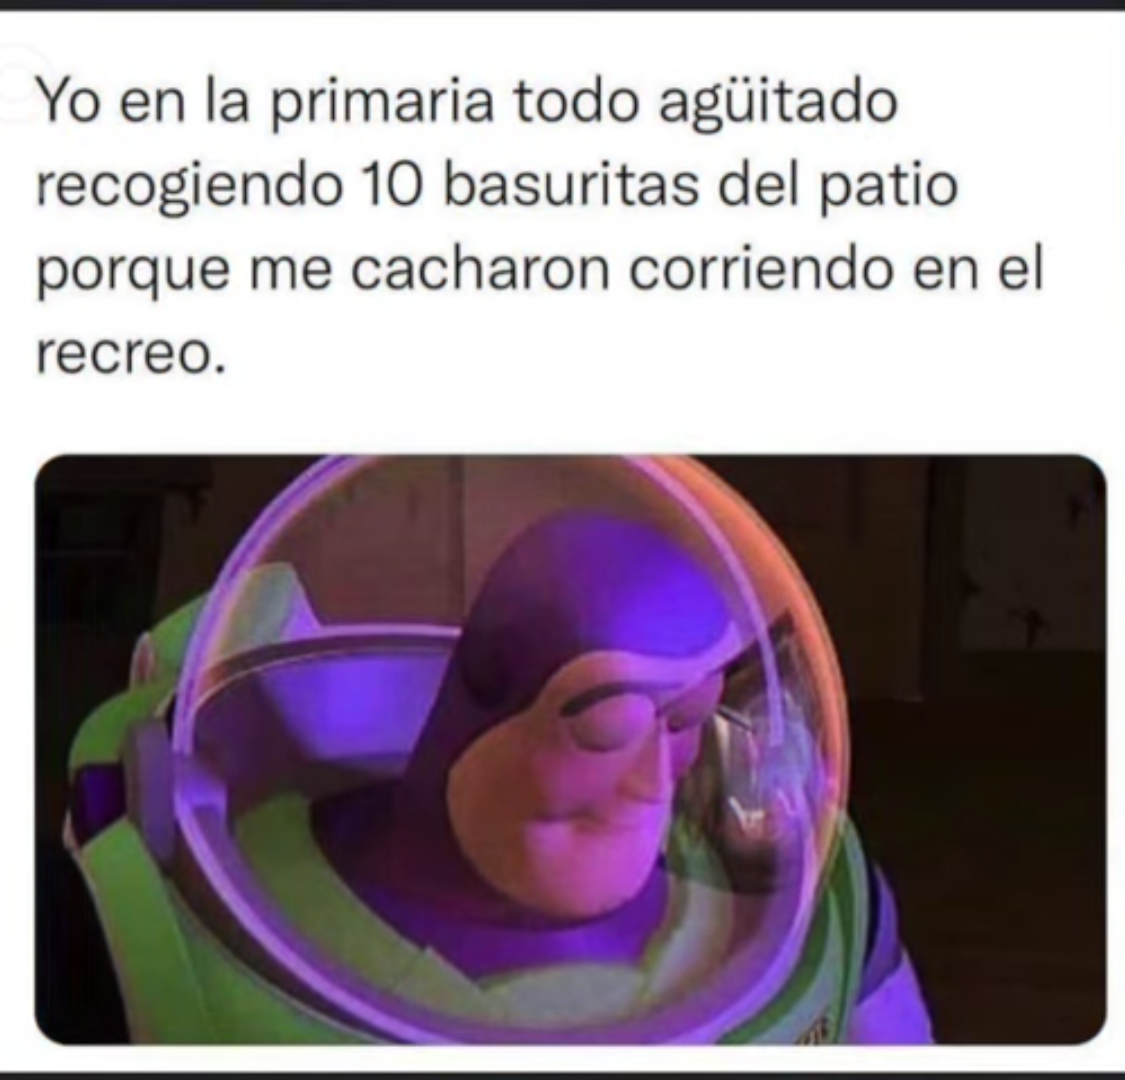 Yo en la primaria todo agüitado
recogiendo 10 basuritas del patio
porque me cacharon corriendo en el
recreo.